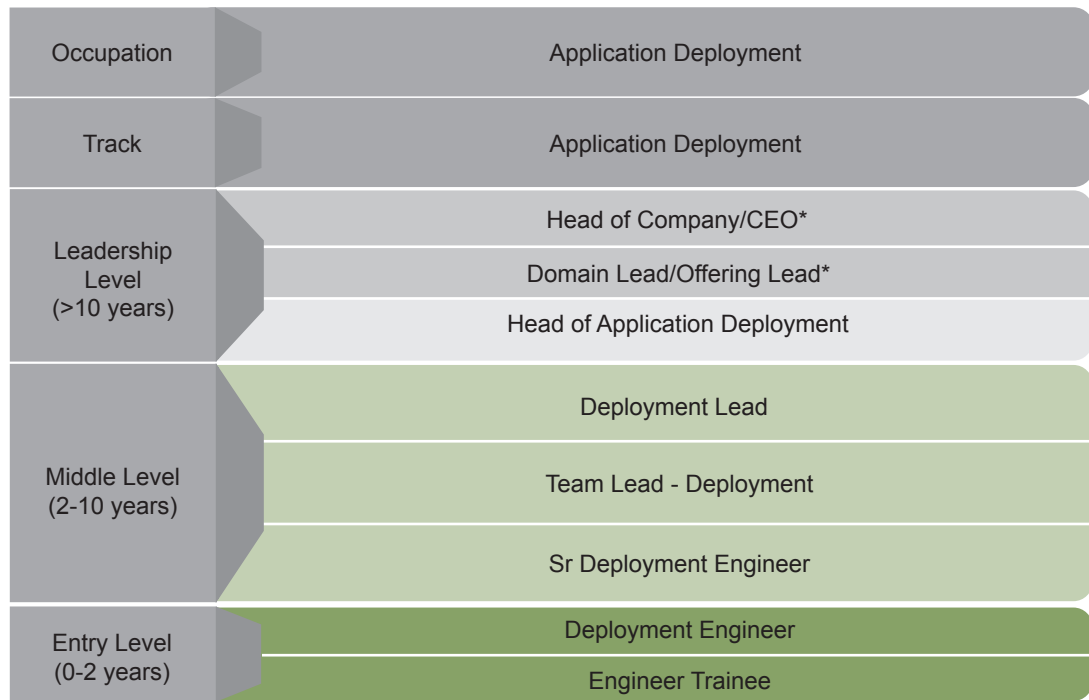 Occupation
Application Deployment
Track
Application Deployment
Leadership
Level
(>10 years)
Head of Company/CEO*
Domain Lead/Offering Lead*
Head of Application Deployment
Middle Level
(2-10 years)
Deployment Lead
Team Lead - Deployment
Sr Deployment Engineer
Entry Level
(0-2 years)
Deployment Engineer
Engineer Trainee